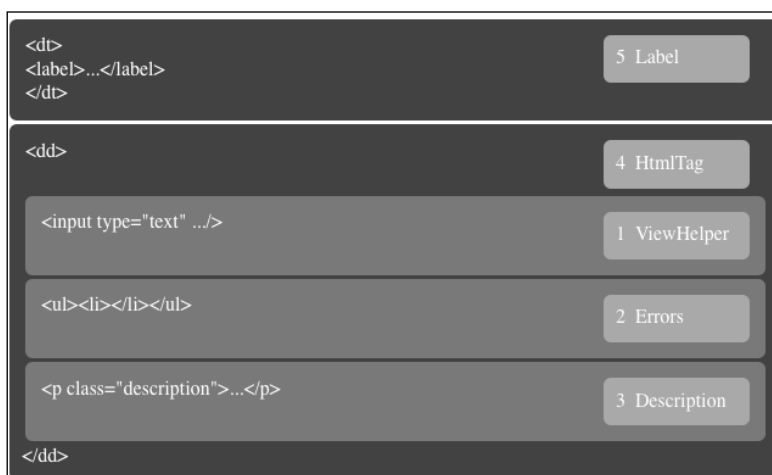 <dt>
5 Label
<label>...</label>
</dt>
<dd>
4 HtmlTag
<input type="text" .../>
1 ViewHelper
<ul><li></li></ul>
2 Errors
<p class="description">...</p>
3 Description
</dd>